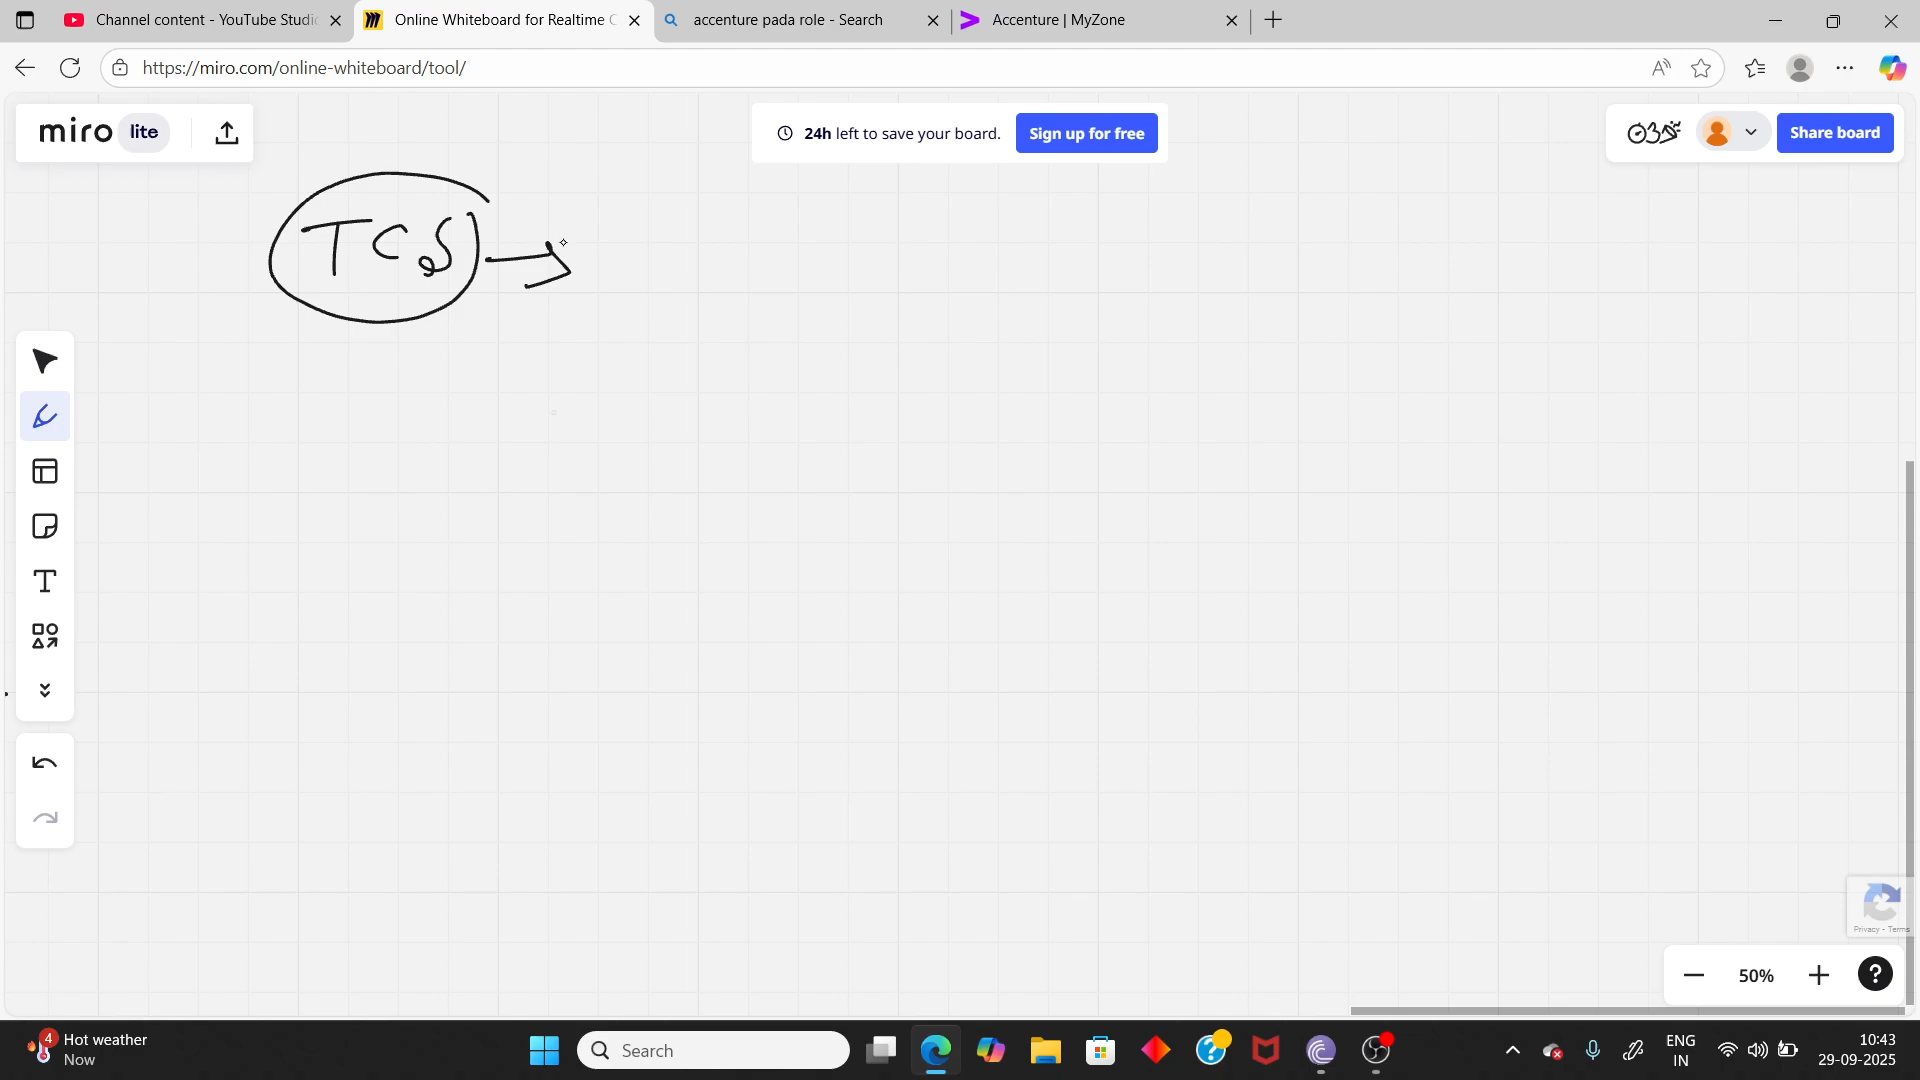 Channel content - YouTube Studi
Online Whiteboard for Realtime C
accenture pada role - Search
Accenture | MyZone
https://miro.com/online-whiteboard/tool/
miro lite
24h left to save your board.
Sign up for free
Share board
TCS
Privacy - Terms
50%
?
4
Hot weather
Now
Search
ENG
IN
10:43
29-09-2025